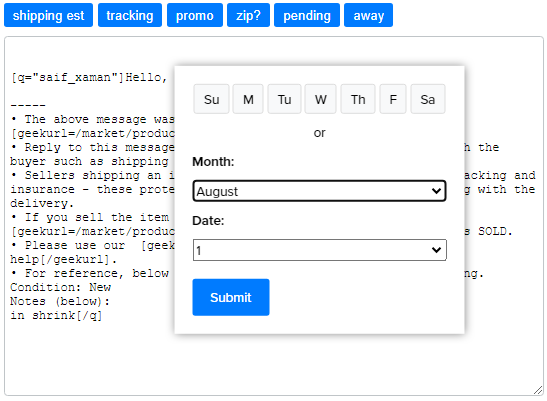 shipping est tracking promo zip? pending away
[q="saif_xaman"]Hello,
-----
• The above message was
[geekurl=/market/produc
• Reply to this message h the
buyer such as shipping
• Sellers shipping an i acking and
insurance - these prote g with the
delivery.
• If you sell the item
[geekurl=/market/produc s SOLD.
• Please use our [geek
help[/geekurl].
• For reference, below ng.
Condition: New
Notes (below):
in shrink[/q]
Su M Tu W Th F Sa
or
Month:
August
Date:
1
Submit